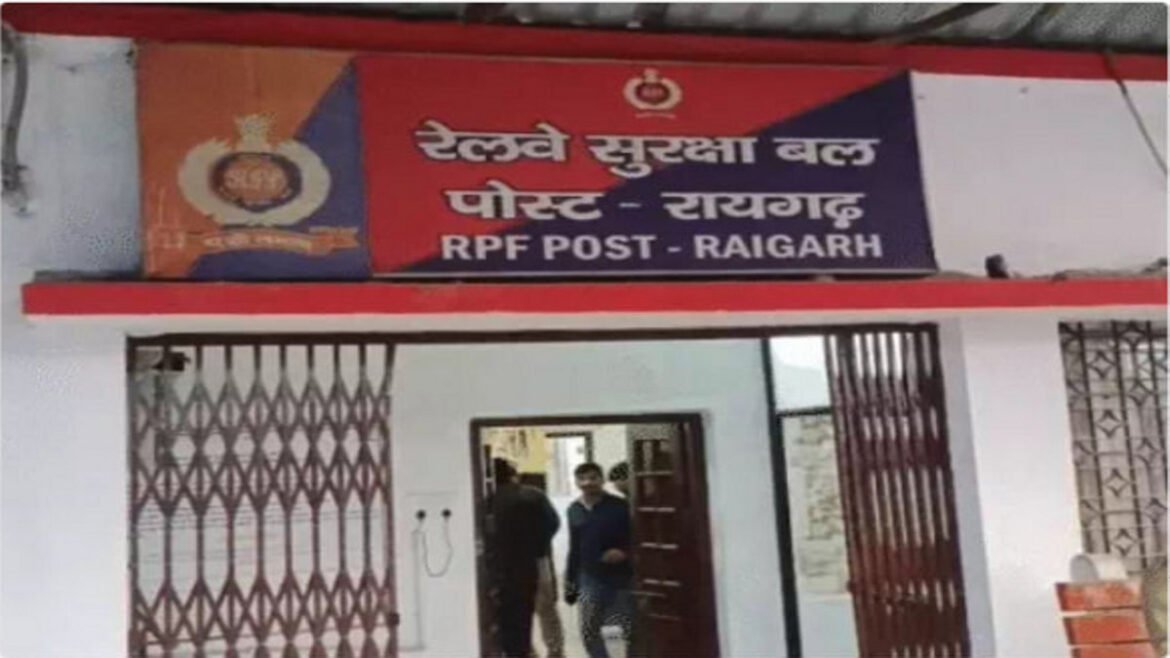 रेलवे सुरक्षा बल
पोस्ट - रायगढ़
RPF POST - RAIGARH